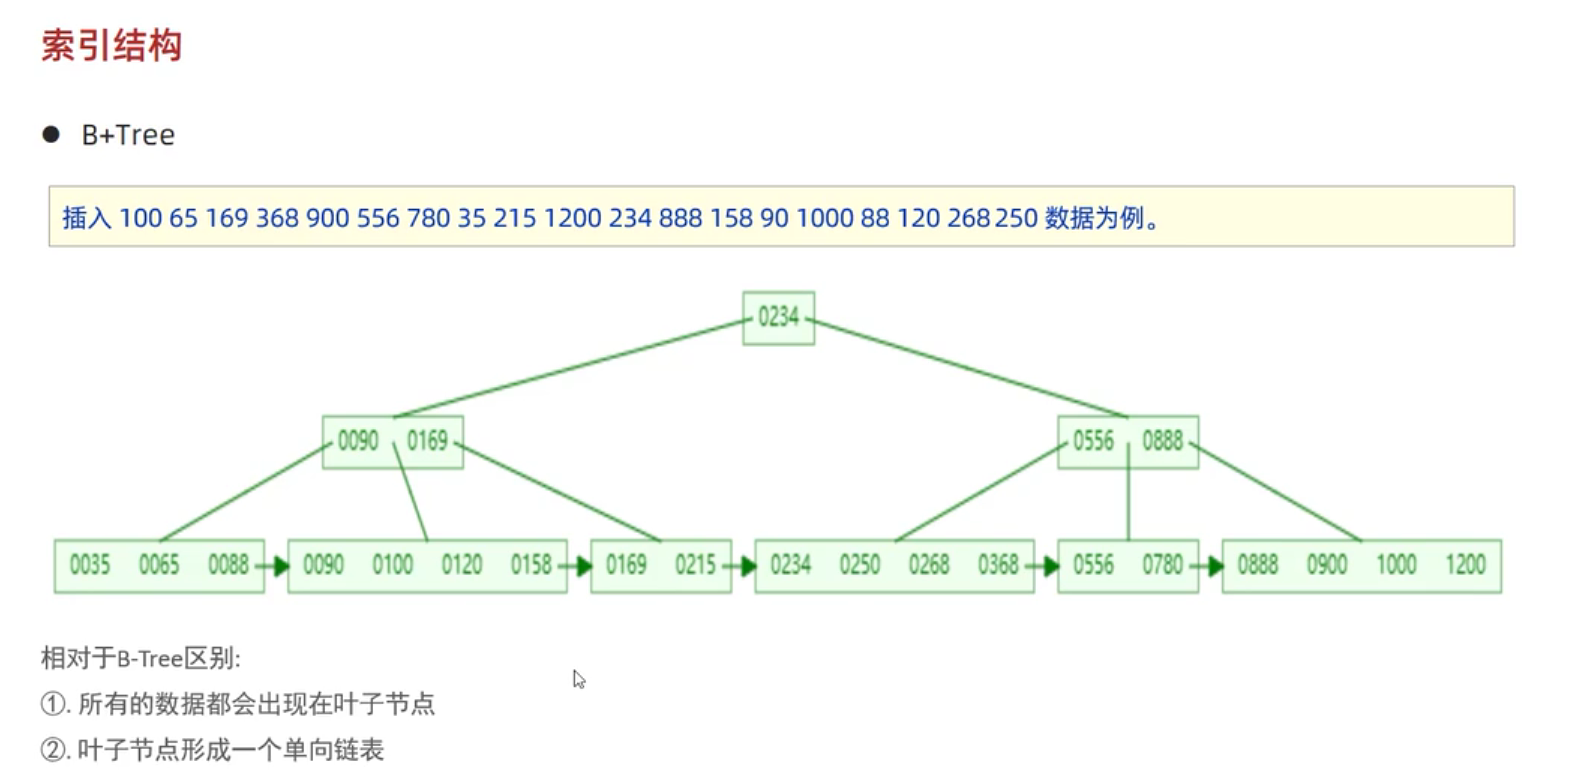 索引结构
● B+Tree
插入 100 65 169 368 900 556 780 35 215 1200 234 888 158 90 1000 88 120 268 250 数据为例。
0234
0090 0169
0556 0888
0035 0065 0088
0090 0100 0120 0158
0169 0215
0234 0250 0268 0368
0556 0780
0888 0900 1000 1200
相对于B-Tree区别:
①. 所有的数据都会出现在叶子节点
②. 叶子节点形成一个单向链表